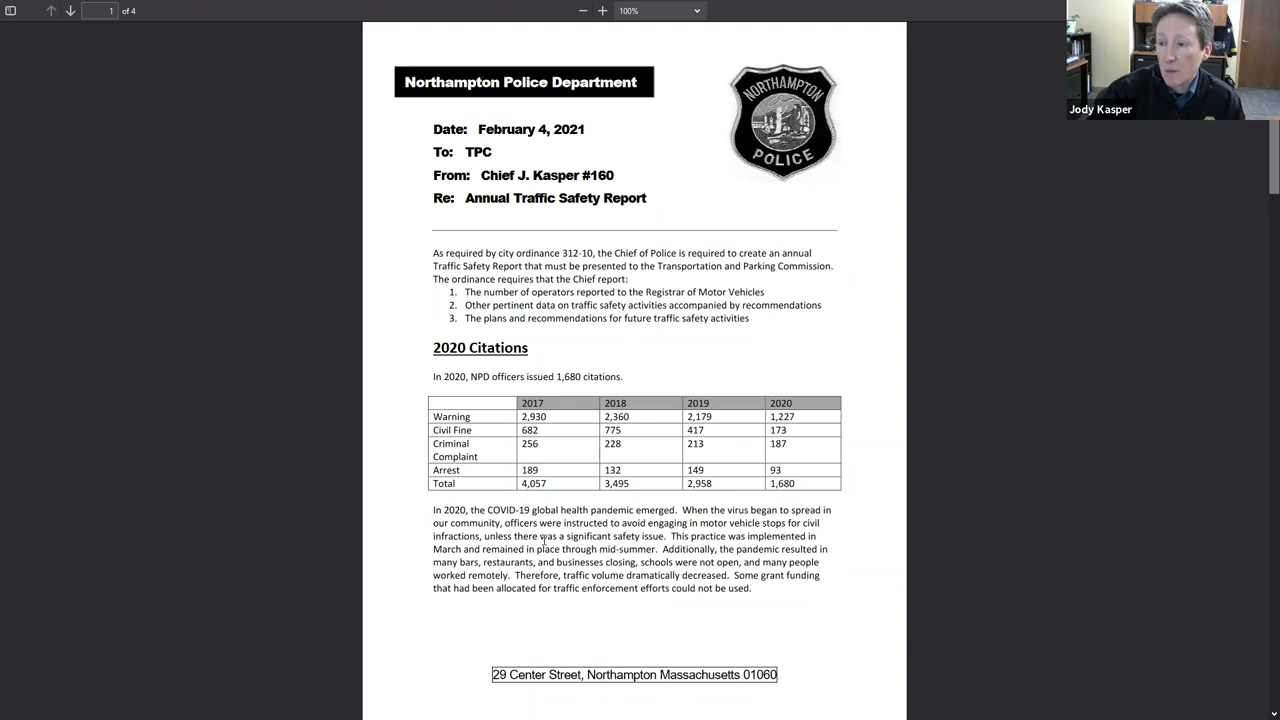 1 of 4
100%
Jody Kasper
Northampton Police Department
NORTHAMPTON
POLICE
Date: February 4, 2021
To: TPC
From: Chief J. Kasper #160
Re: Annual Traffic Safety Report
As required by city ordinance 312-10, the Chief of Police is required to create an annual
Traffic Safety Report that must be presented to the Transportation and Parking Commission.
The ordinance requires that the Chief report:
1. The number of operators reported to the Registrar of Motor Vehicles
2. Other pertinent data on traffic safety activities accompanied by recommendations
3. The plans and recommendations for future traffic safety activities
2020 Citations
In 2020, NPD officers issued 1,680 citations.
2017 2018 2019 2020
Warning 2,930 2,360 2,179 1,227
Civil Fine 682 775 417 173
Criminal 256 228 213 187
Complaint
Arrest 189 132 149 93
Total 4,057 3,495 2,958 1,680
In 2020, the COVID-19 global health pandemic emerged. When the virus began to spread in
our community, officers were instructed to avoid engaging in motor vehicle stops for civil
infractions, unless there was a significant safety issue. This practice was implemented in
March and remained in place through mid-summer. Additionally, the pandemic resulted in
many bars, restaurants, and businesses closing, schools were not open, and many people
worked remotely. Therefore, traffic volume dramatically decreased. Some grant funding
that had been allocated for traffic enforcement efforts could not be used.
29 Center Street, Northampton Massachusetts 01060